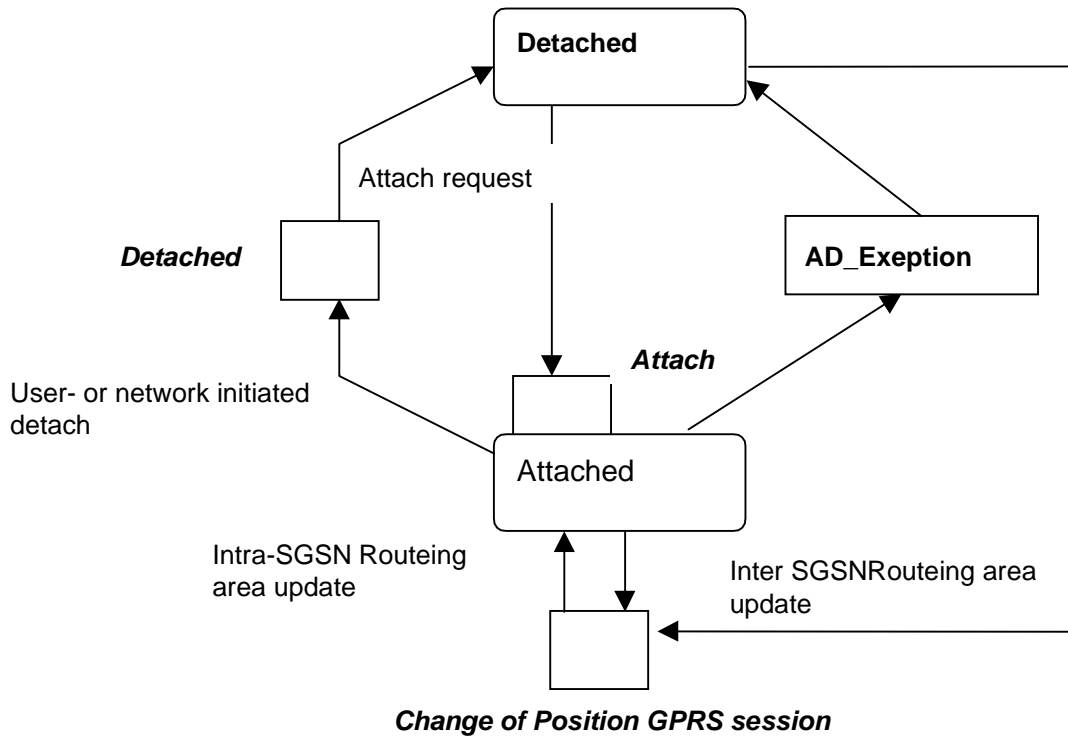 Detached
Attach request
Detached
AD_Exeption
Attach
User- or network initiated
detach
Attached
Intra-SGSN Routeing
area update
Inter SGSNRouteing area
update
Change of Position GPRS session